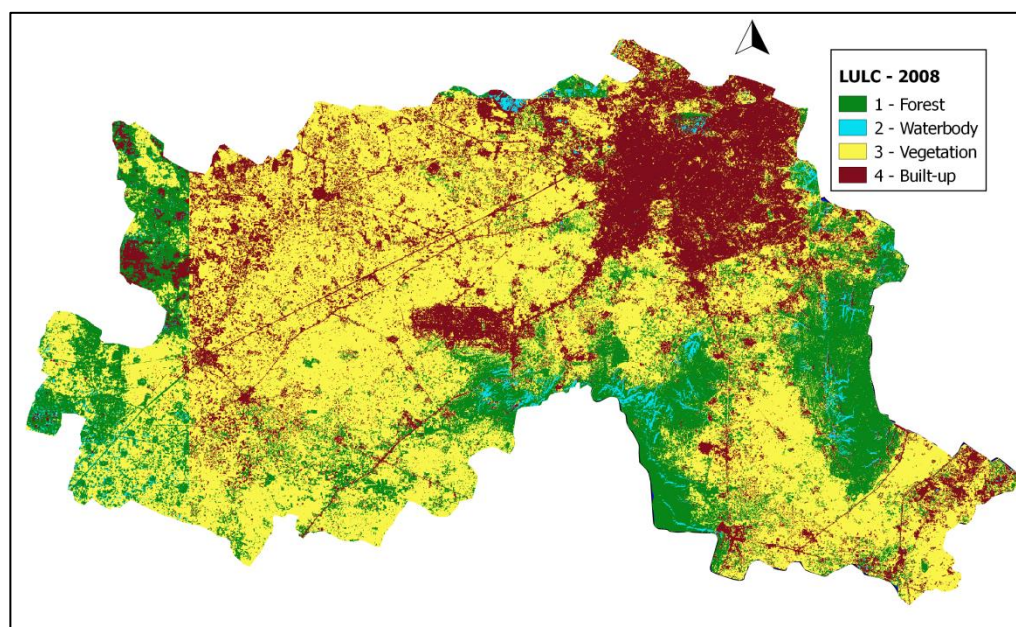 LULC - 2008
1 - Forest
2 - Waterbody
3 - Vegetation
4 - Built-up